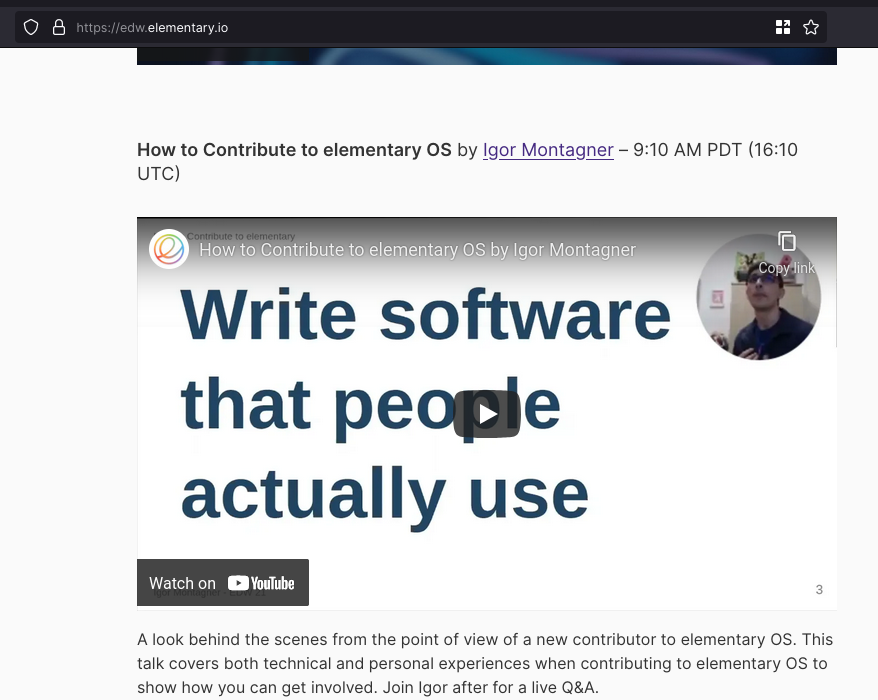 https://edw.elementary.io
How to Contribute to elementary OS by Igor Montagner – 9:10 AM PDT (16:10
UTC)
Contribute to elementary
How to Contribute to elementary OS by Igor Montagner
Copy link
Write software
that people
actually use
Watch on YouTube
3
A look behind the scenes from the point of view of a new contributor to elementary OS. This
talk covers both technical and personal experiences when contributing to elementary OS to
show how you can get involved. Join Igor after for a live Q&A.